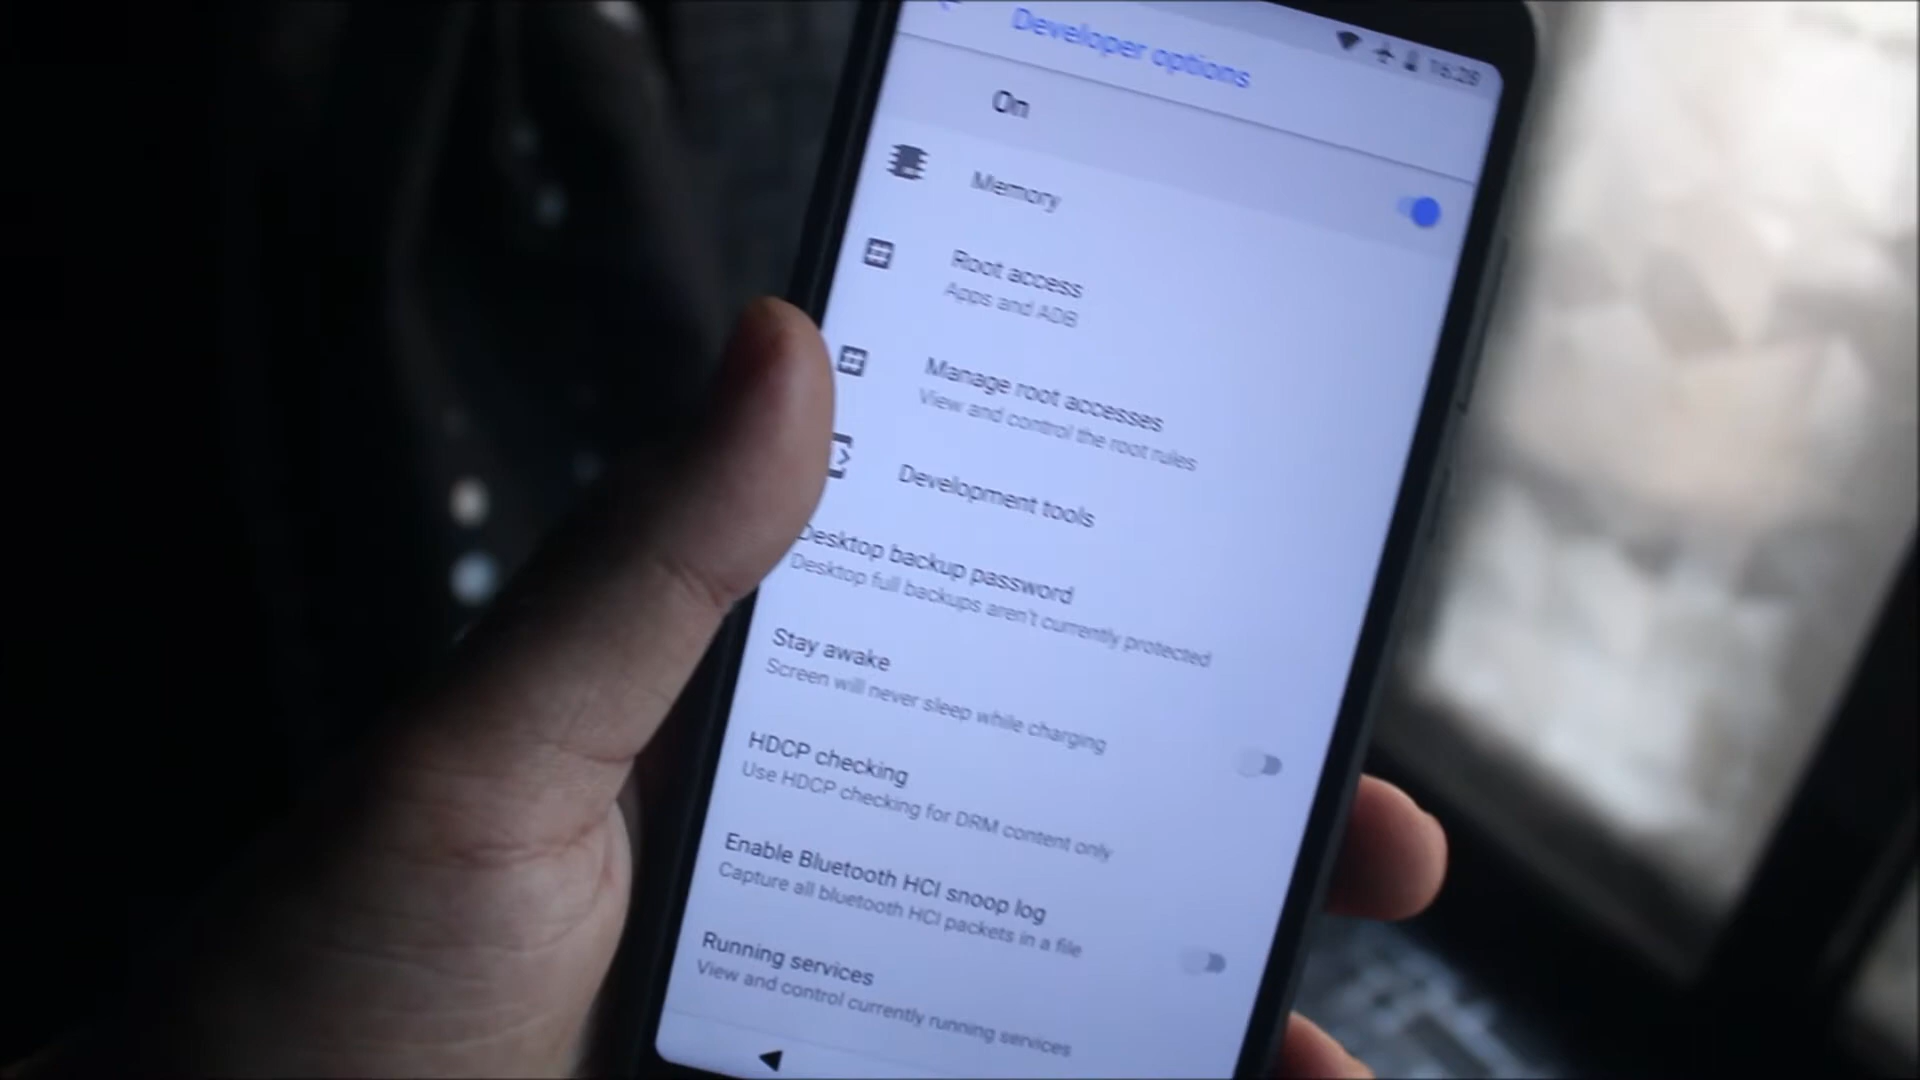 Developer options
16:28
On
Memory
Root access
Apps and ADB
Manage root accesses
View and control the root rules
Development tools
Desktop backup password
Desktop full backups aren't currently protected
Stay awake
Screen will never sleep while charging
HDCP checking
Use HDCP checking for DRM content only
Enable Bluetooth HCI snoop log
Capture all bluetooth HCI packets in a file
Running services
View and control currently running services